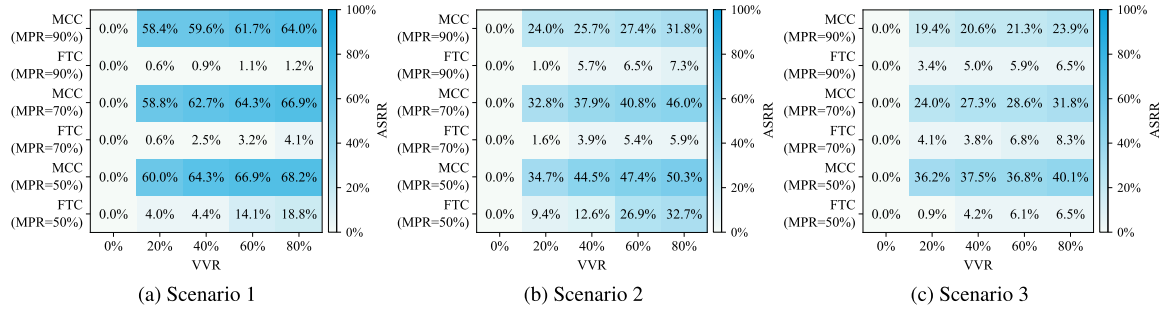 MCC
(MPR=90%)
0.0% 58.4% 59.6% 61.7% 64.0%
FTC
(MPR=90%)
0.0% 0.6% 0.9% 1.1% 1.2%
MCC
(MPR=70%)
0.0% 58.8% 62.7% 64.3% 66.9%
FTC
(MPR=70%)
0.0% 0.6% 2.5% 3.2% 4.1%
MCC
(MPR=50%)
0.0% 60.0% 64.3% 66.9% 68.2%
FTC
(MPR=50%)
0.0% 4.0% 4.4% 14.1% 18.8%
0% 20% 40% 60% 80%
VVR
100%
80%
60%
40%
20%
0%
ASRR
(a) Scenario 1
MCC
(MPR=90%)
0.0% 24.0% 25.7% 27.4% 31.8%
FTC
(MPR=90%)
0.0% 1.0% 5.7% 6.5% 7.3%
MCC
(MPR=70%)
0.0% 32.8% 37.9% 40.8% 46.0%
FTC
(MPR=70%)
0.0% 1.6% 3.9% 5.4% 5.9%
MCC
(MPR=50%)
0.0% 34.7% 44.5% 47.4% 50.3%
FTC
(MPR=50%)
0.0% 9.4% 12.6% 26.9% 32.7%
0% 20% 40% 60% 80%
VVR
100%
80%
60%
40%
20%
0%
ASRR
(b) Scenario 2
MCC
(MPR=90%)
0.0% 19.4% 20.6% 21.3% 23.9%
FTC
(MPR=90%)
0.0% 3.4% 5.0% 5.9% 6.5%
MCC
(MPR=70%)
0.0% 24.0% 27.3% 28.6% 31.8%
FTC
(MPR=70%)
0.0% 4.1% 3.8% 6.8% 8.3%
MCC
(MPR=50%)
0.0% 36.2% 37.5% 36.8% 40.1%
FTC
(MPR=50%)
0.0% 0.9% 4.2% 6.1% 6.5%
0% 20% 40% 60% 80%
VVR
100%
80%
60%
40%
20%
0%
ASRR
(c) Scenario 3